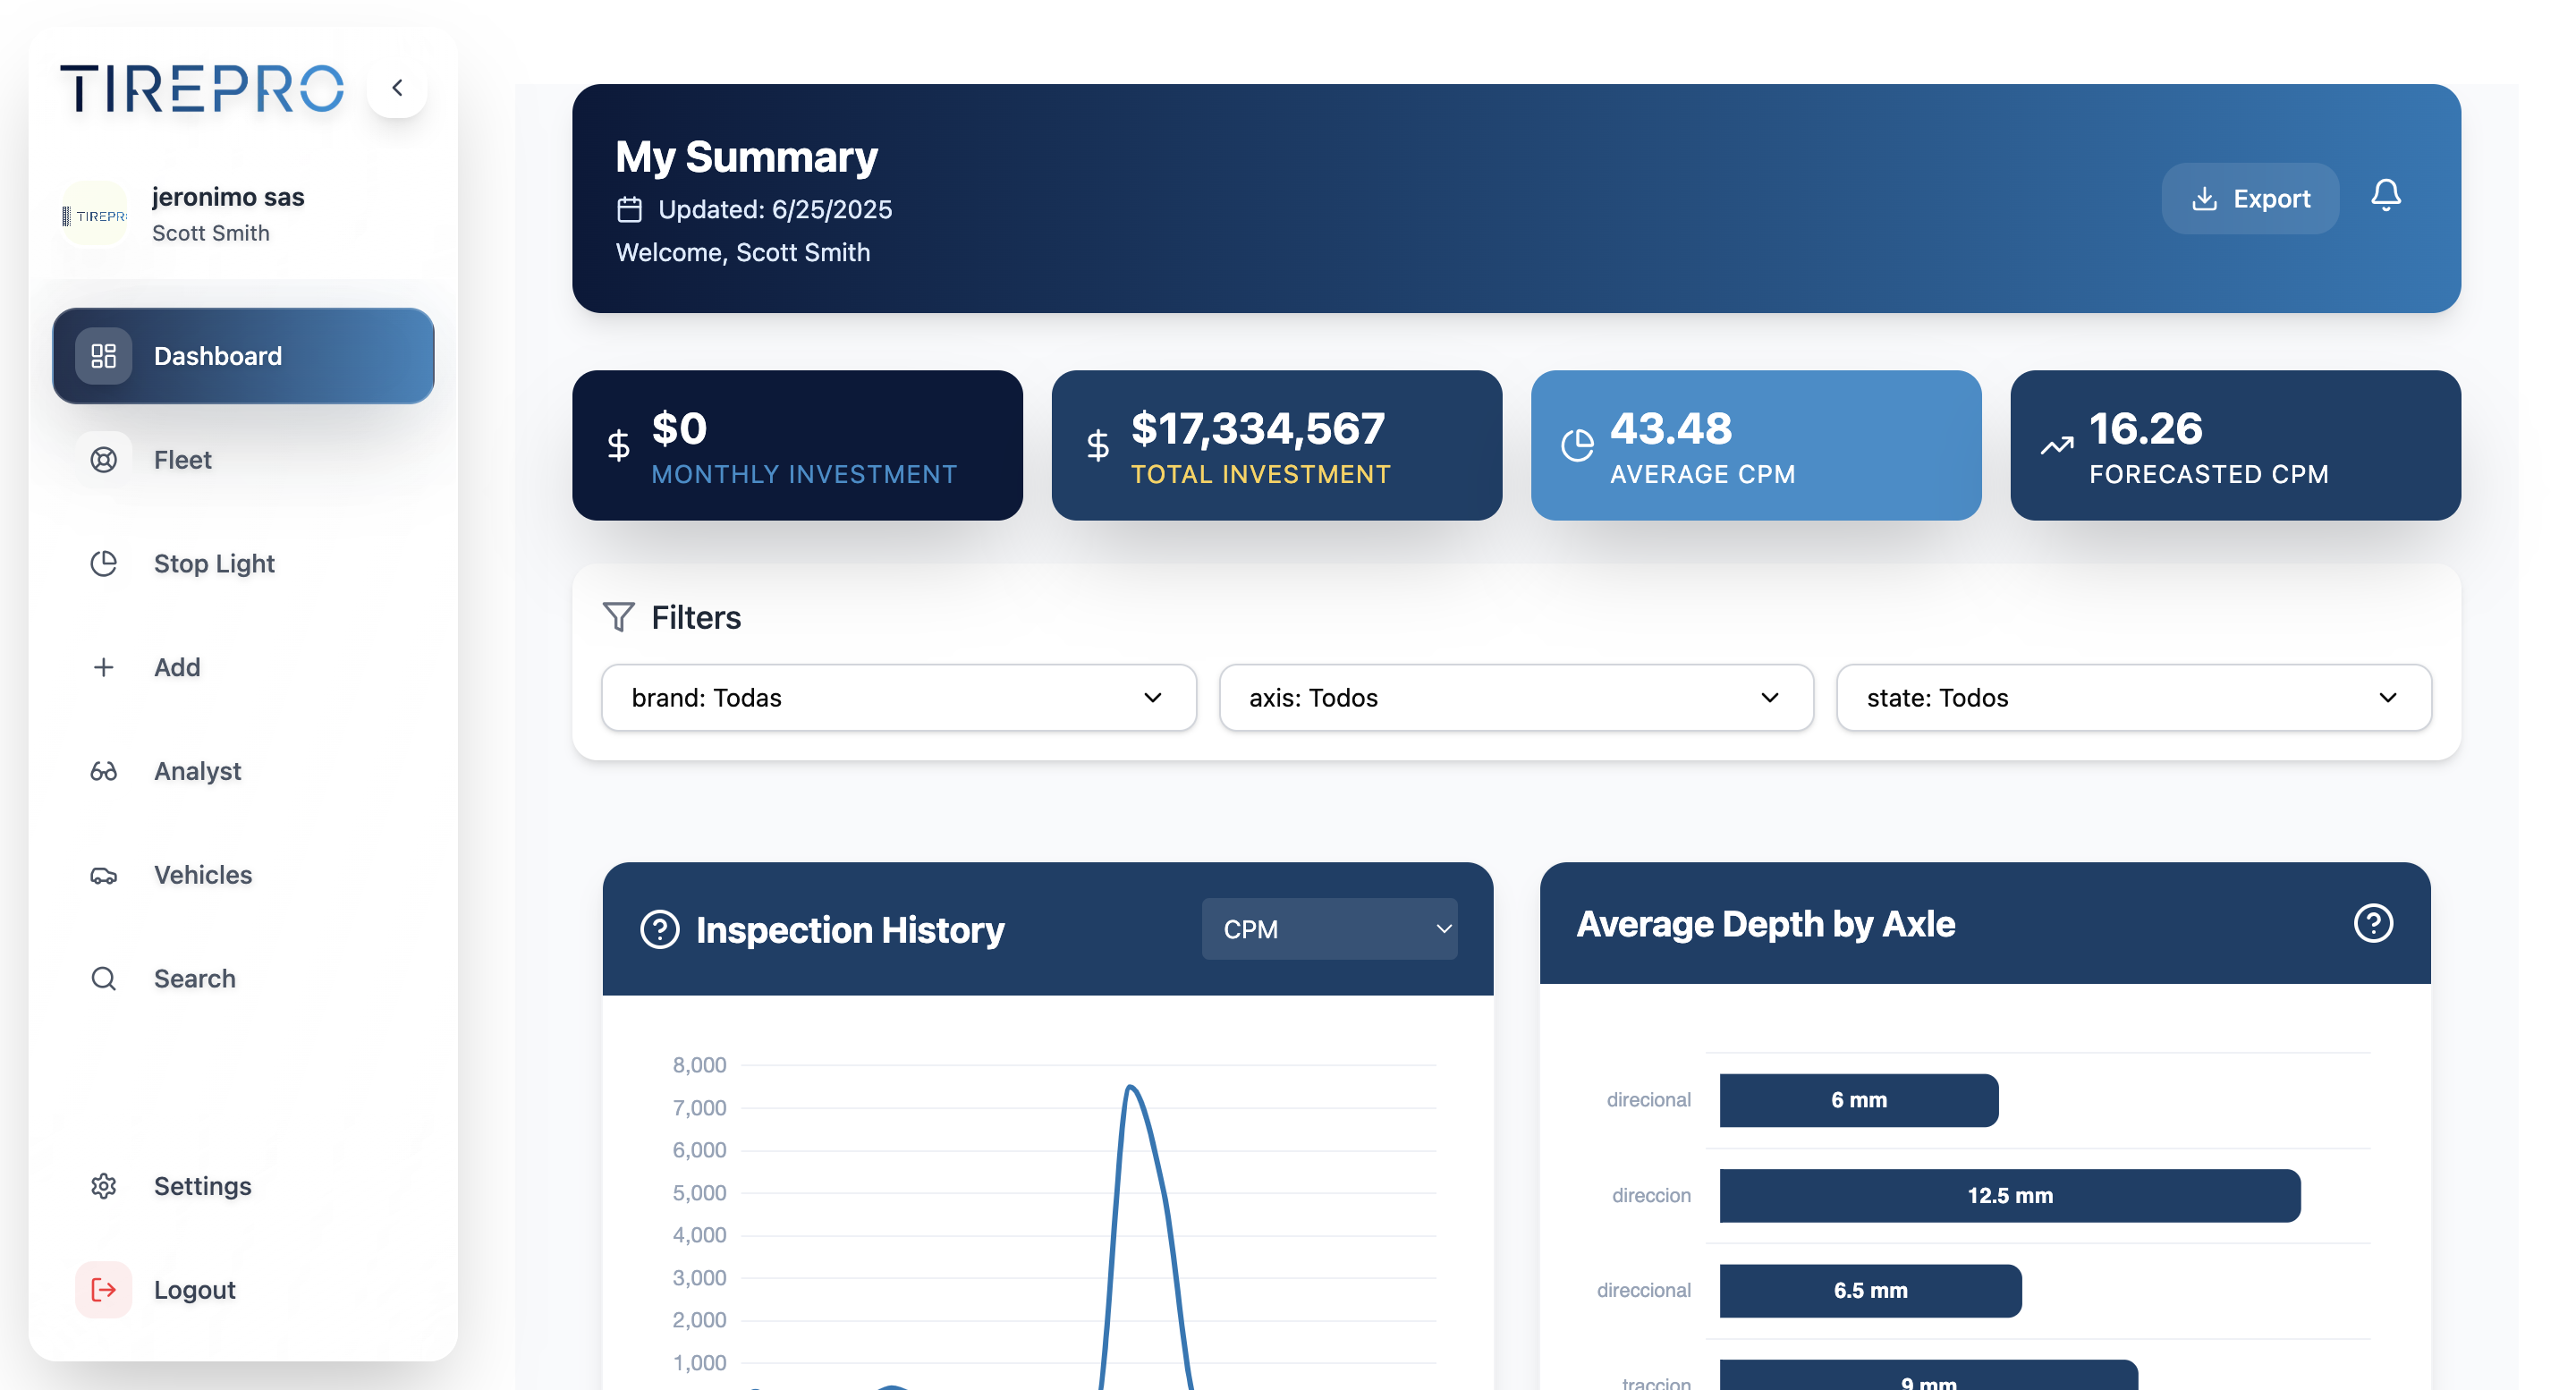 TIREPRO
TIREPR
jeronimo sas
Scott Smith
Dashboard
Fleet
Stop Light
Add
Analyst
Vehicles
Search
Settings
Logout
My Summary
Updated: 6/25/2025
Welcome, Scott Smith
Export
$0
MONTHLY INVESTMENT
$17,334,567
TOTAL INVESTMENT
43.48
AVERAGE CPM
16.26
FORECASTED CPM
Filters
brand: Todas
axis: Todos
state: Todos
Inspection History
CPM
8,000
7,000
6,000
5,000
4,000
3,000
2,000
1,000
Average Depth by Axle
direcional
6 mm
direccion
12.5 mm
direccional
6.5 mm
traccion
9 mm